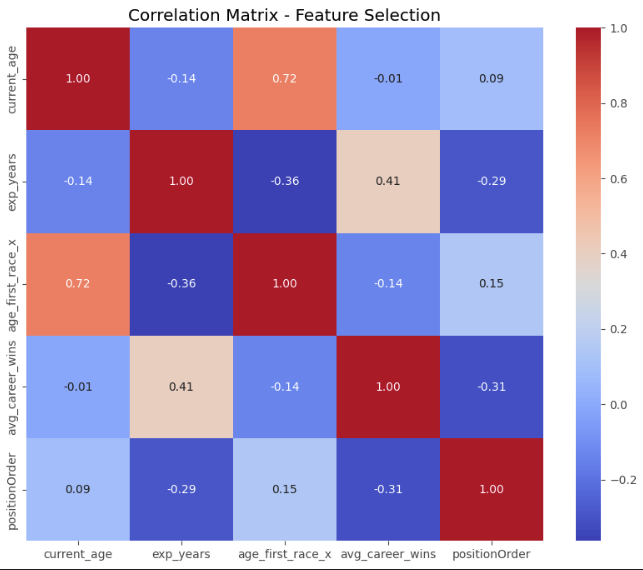 Correlation Matrix - Feature Selection
current_age
1.00
-0.14
0.72
-0.01
0.09
exp_years
-0.14
1.00
-0.36
0.41
-0.29
age_first_race_x
0.72
-0.36
1.00
-0.14
0.15
avg_career_wins
-0.01
0.41
-0.14
1.00
-0.31
positionOrder
0.09
-0.29
0.15
-0.31
1.00
current_age
exp_years
age_first_race_x
avg_career_wins
positionOrder
1.0
0.8
0.6
0.4
0.2
0.0
−0.2